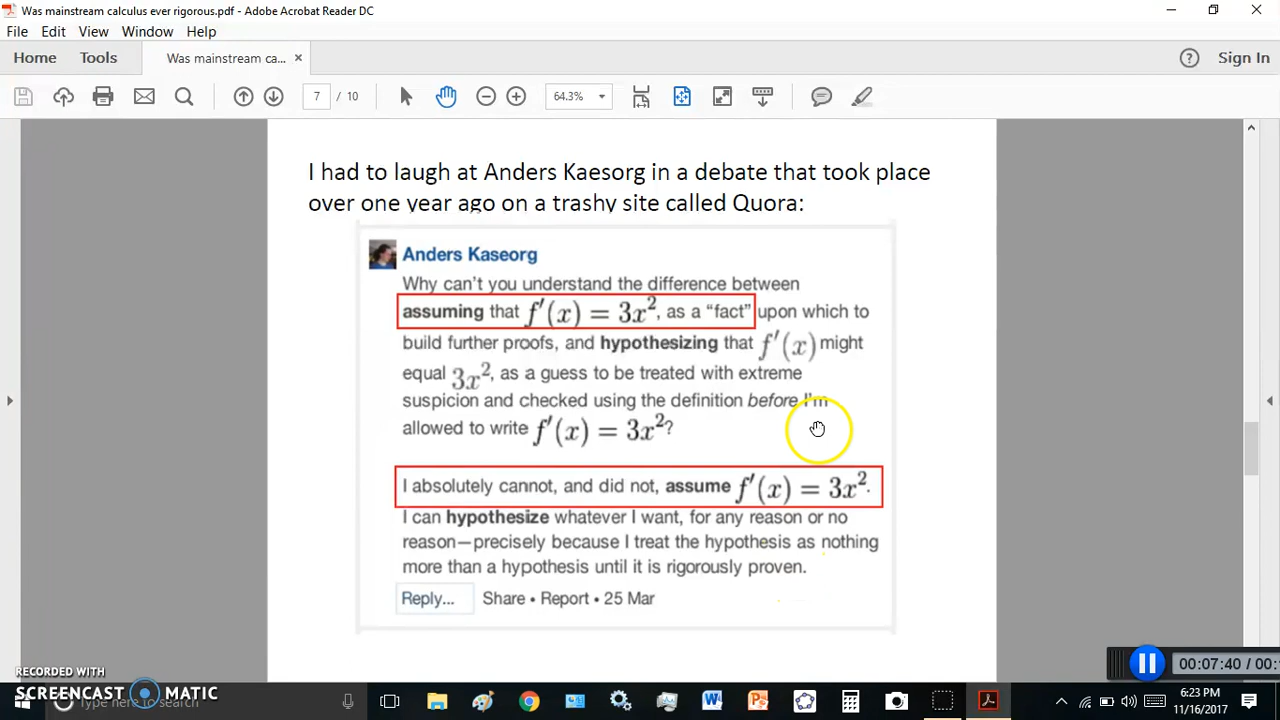 Was mainstream calculus ever rigorous.pdf - Adobe Acrobat Reader DC
File Edit View Window Help
Home Tools Was mainstream ca... × Sign In
7 / 10 64.3%
I had to laugh at Anders Kaesorg in a debate that took place
over one year ago on a trashy site called Quora:
Anders Kaseorg
Why can't you understand the difference between
assuming that f′(x) = 3x², as a "fact" upon which to
build further proofs, and hypothesizing that f′(x) might
equal 3x², as a guess to be treated with extreme
suspicion and checked using the definition before I'm
allowed to write f′(x) = 3x²?
I absolutely cannot, and did not, assume f′(x) = 3x².
I can hypothesize whatever I want, for any reason or no
reason—precisely because I treat the hypothesis as nothing
more than a hypothesis until it is rigorously proven.
Reply... Share • Report • 25 Mar
RECORDED WITH
SCREENCAST MATIC
00:07:40 / 00:
6:23 PM
11/16/2017